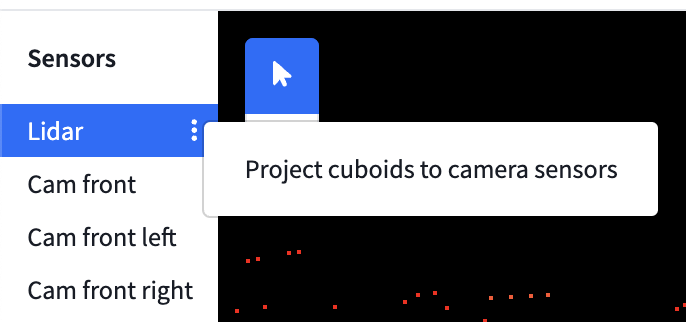 Sensors
Lidar
Project cuboids to camera sensors
Cam front
Cam front left
Cam front right